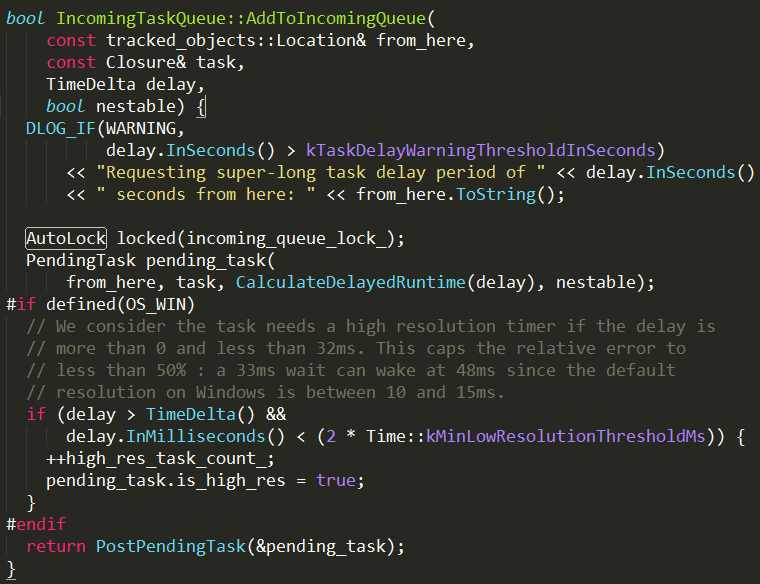 bool IncomingTaskQueue::AddToIncomingQueue(
    const tracked_objects::Location& from_here,
    const Closure& task,
    TimeDelta delay,
    bool nestable) {
  DLOG_IF(WARNING,
          delay.InSeconds() > kTaskDelayWarningThresholdInSeconds)
      << "Requesting super-long task delay period of " << delay.InSeconds()
      << " seconds from here: " << from_here.ToString();

  AutoLock locked(incoming_queue_lock_);
  PendingTask pending_task(
      from_here, task, CalculateDelayedRuntime(delay), nestable);
#if defined(OS_WIN)
  // We consider the task needs a high resolution timer if the delay is
  // more than 0 and less than 32ms. This caps the relative error to
  // less than 50% : a 33ms wait can wake at 48ms since the default
  // resolution on Windows is between 10 and 15ms.
  if (delay > TimeDelta() &&
      delay.InMilliseconds() < (2 * Time::kMinLowResolutionThresholdMs)) {
    ++high_res_task_count_;
    pending_task.is_high_res = true;
  }
#endif
  return PostPendingTask(&pending_task);
}